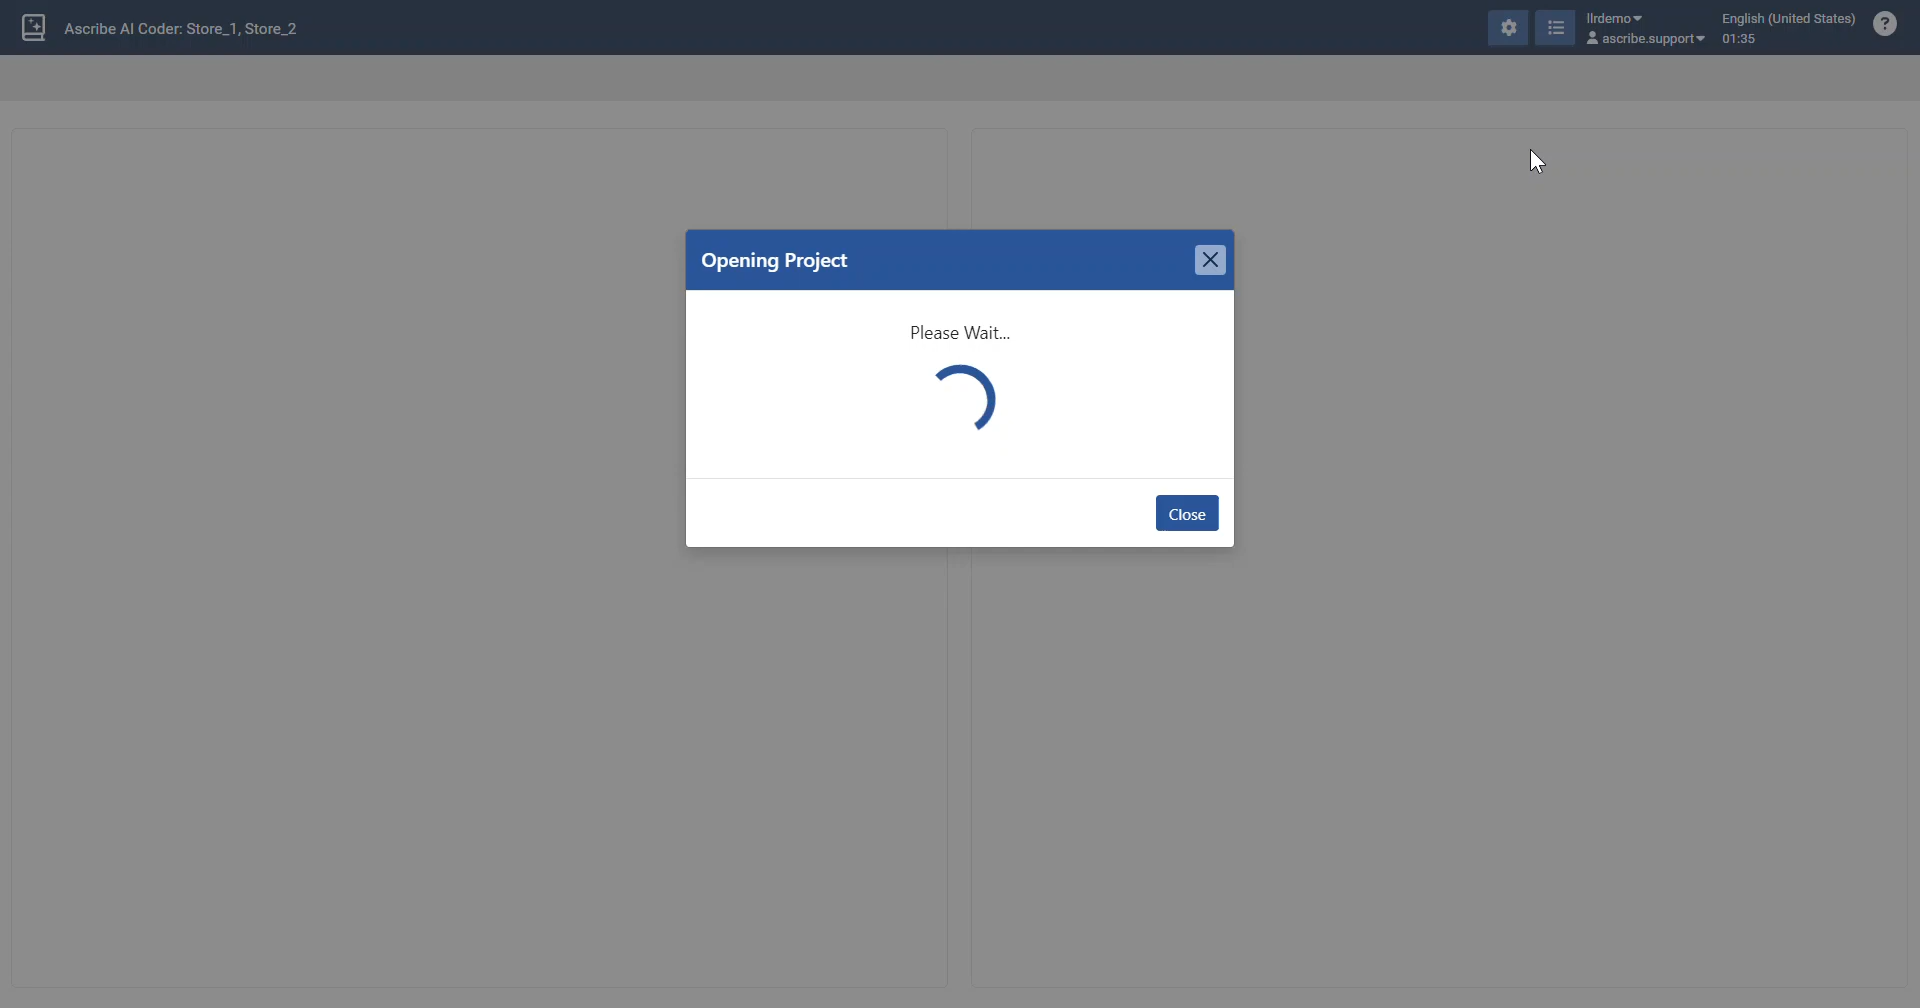 Ascribe AI Coder: Store_1, Store_2
llrdemo
ascribe.support
English (United States)
01:35
?
Opening Project
Please Wait...
Close